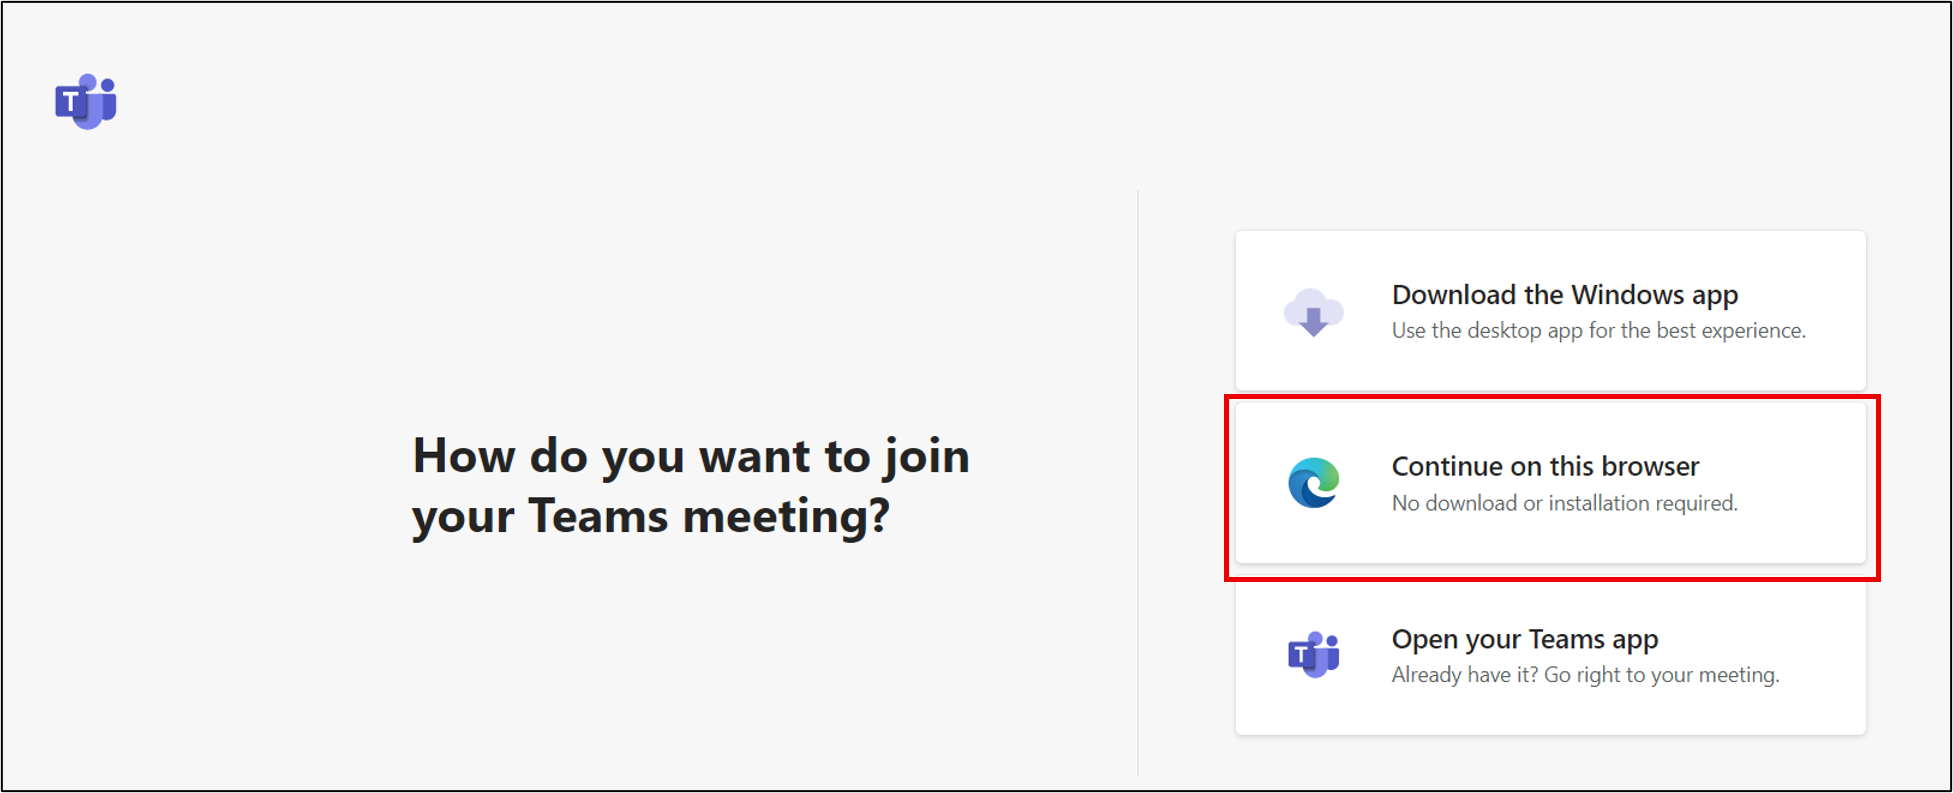 T
How do you want to join
your Teams meeting?
Download the Windows app
Use the desktop app for the best experience.
Continue on this browser
No download or installation required.
T
Open your Teams app
Already have it? Go right to your meeting.